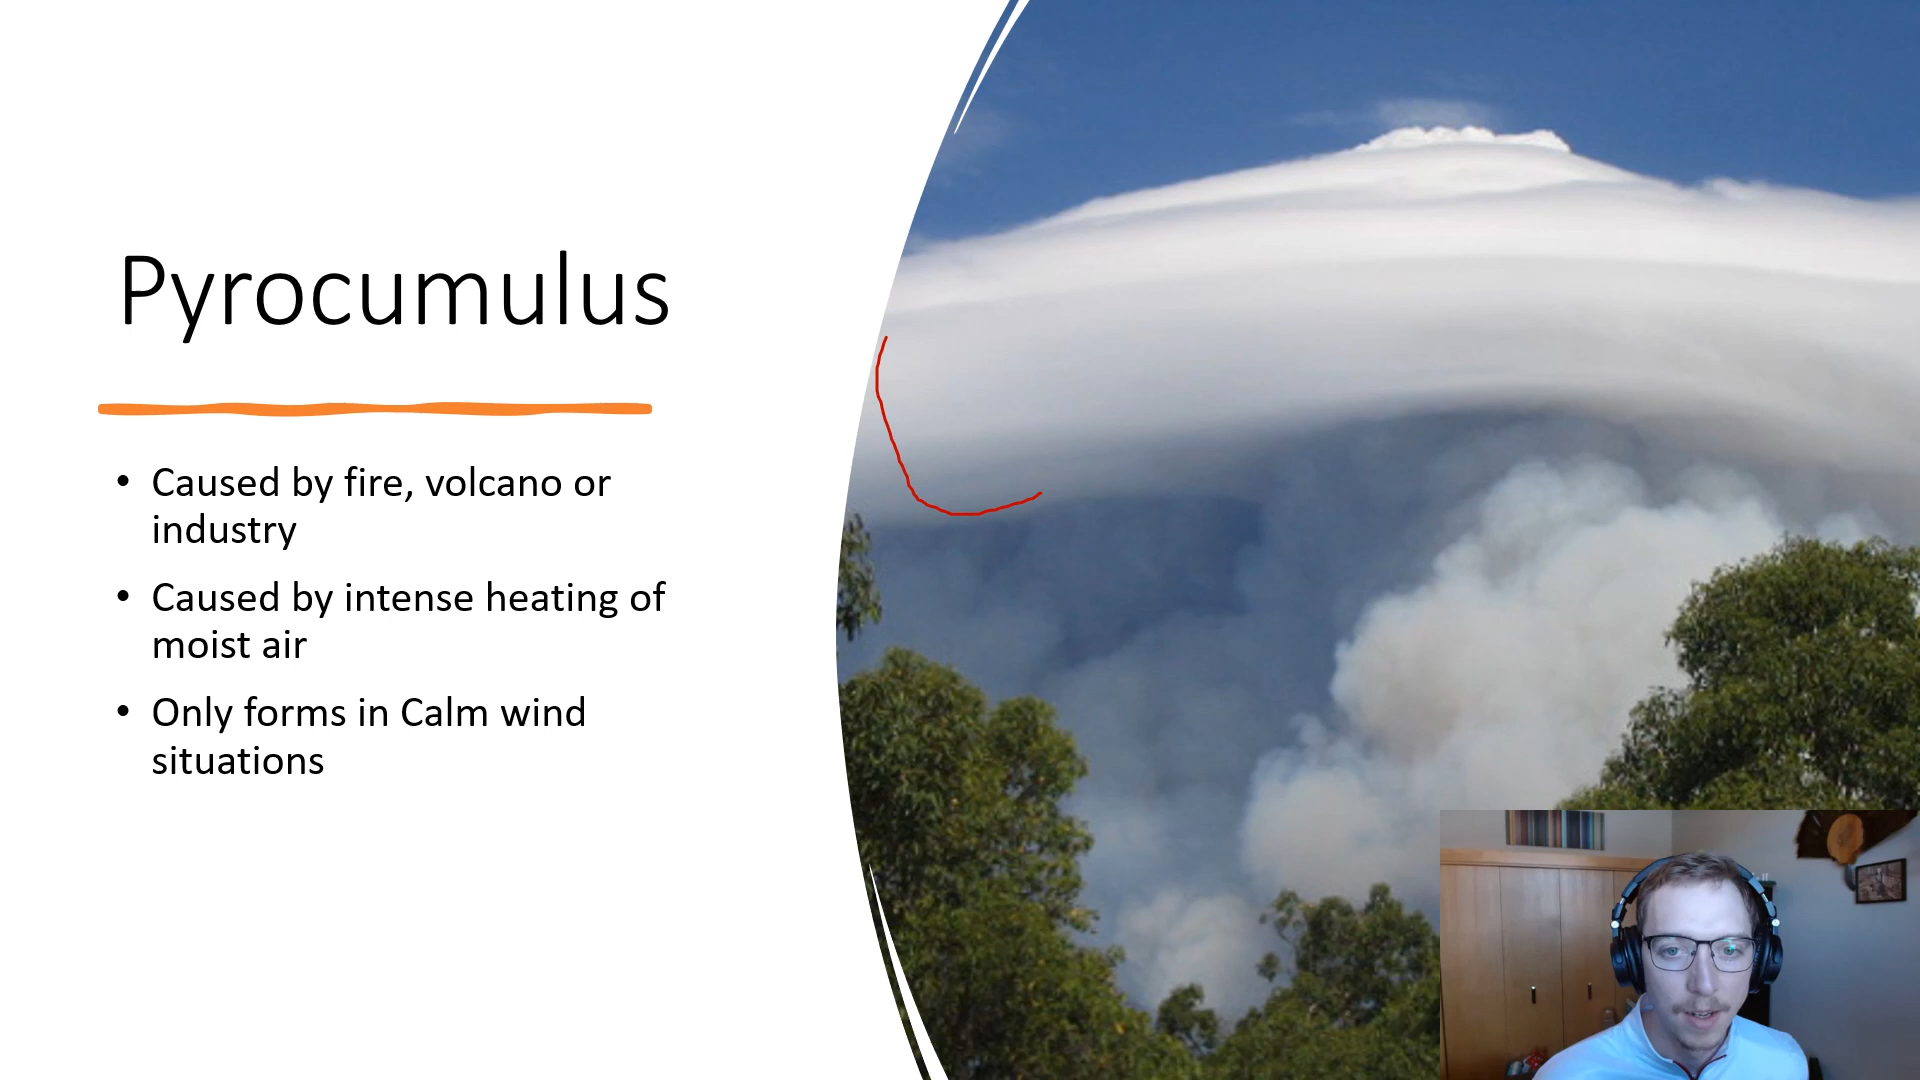 Pyrocumulus
• Caused by fire, volcano or
industry
• Caused by intense heating of
moist air
• Only forms in Calm wind
situations